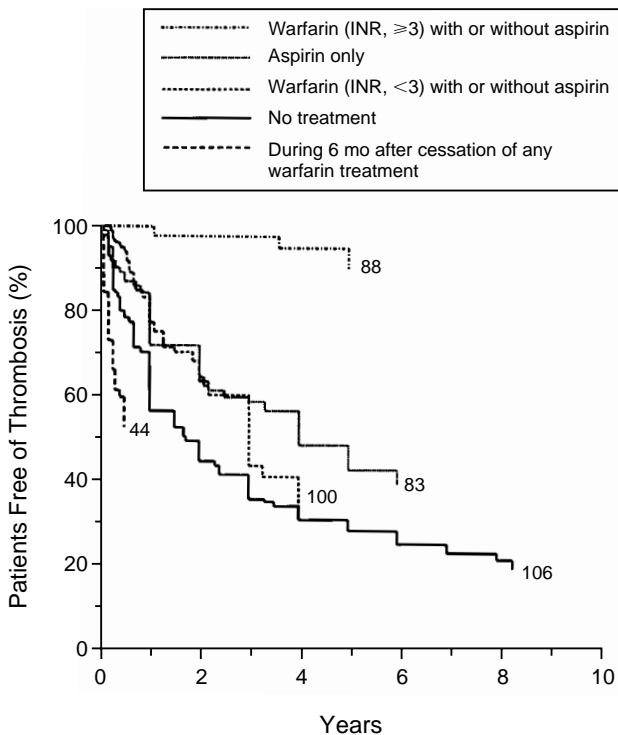 Warfarin (INR, ≥3) with or without aspirin
Aspirin only
Warfarin (INR, <3) with or without aspirin
No treatment
During 6 mo after cessation of any
warfarin treatment
Patients Free of Thrombosis (%)
100
80
60
40
20
0
88
44
83
100
106
0
2
4
6
8
10
Years